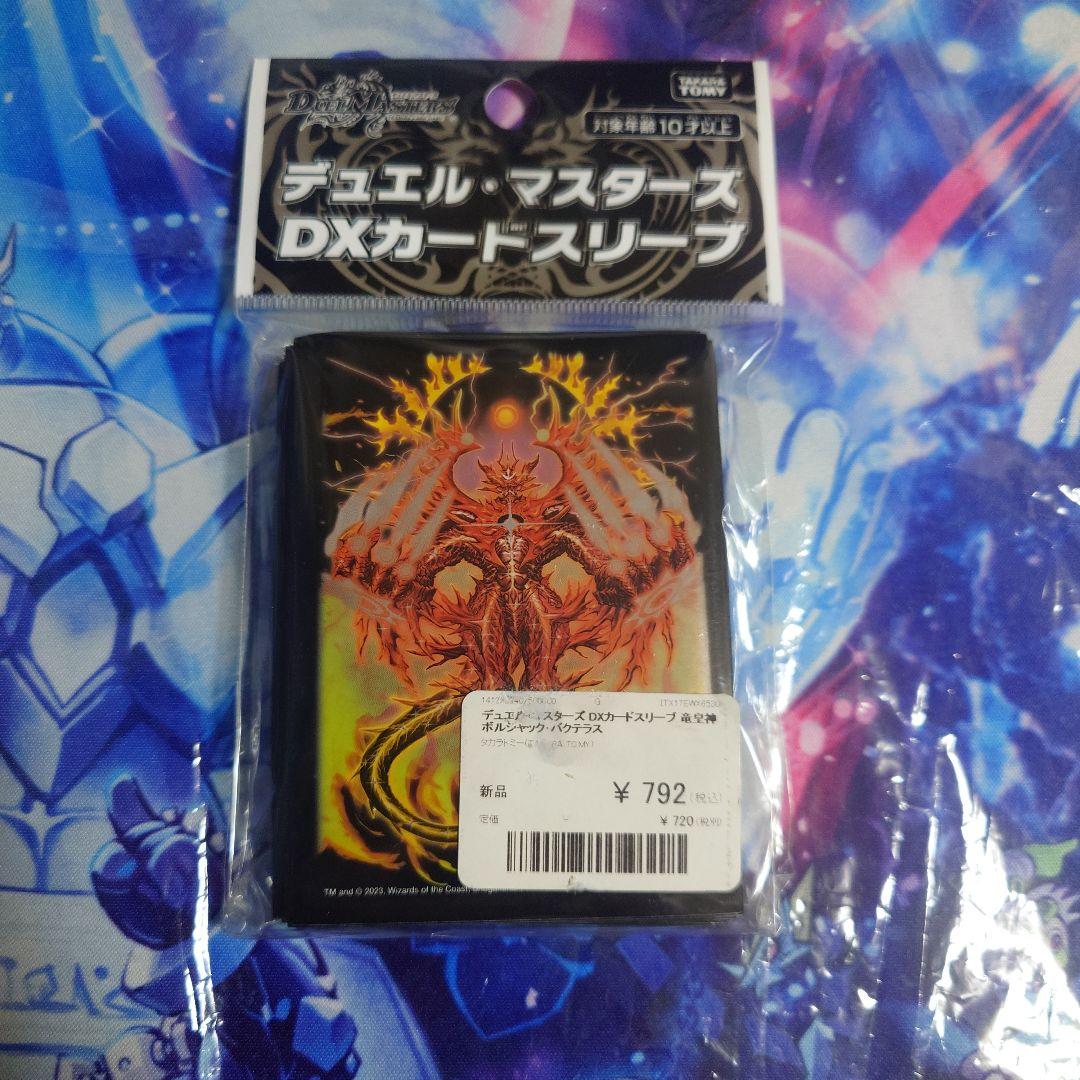 DUEL MASTERS
TAKARA TOMY
対象年齢10才以上
デュエル・マスターズ
DXカードスリーブ
G
デュエル・マスターズ DXカードスリーブ 竜皇神
ボルシャック・バクテラス
新品
¥ 792(税込)
定価
¥ 720(税別)
TM and © 2023, Wizards of the Coast,